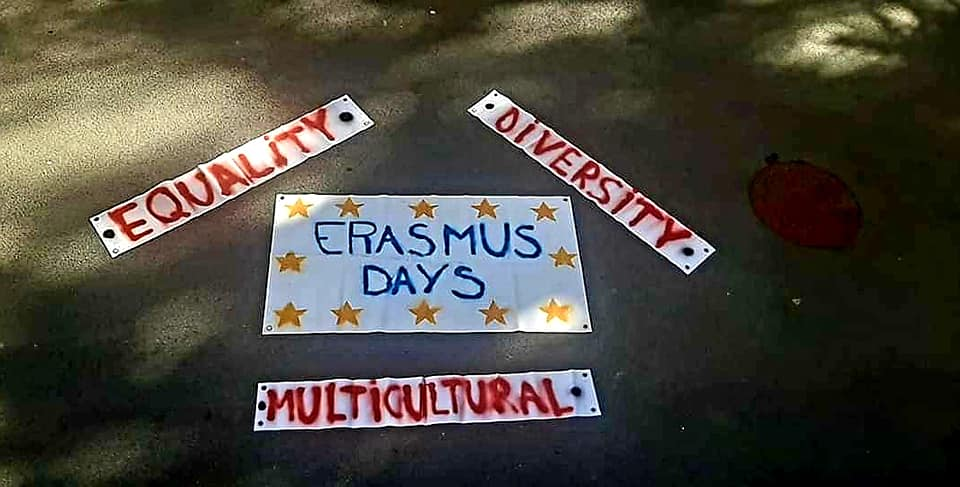 EQUALITY
DIVERSITY
ERASMUS
DAYS
MULTICULTURAL